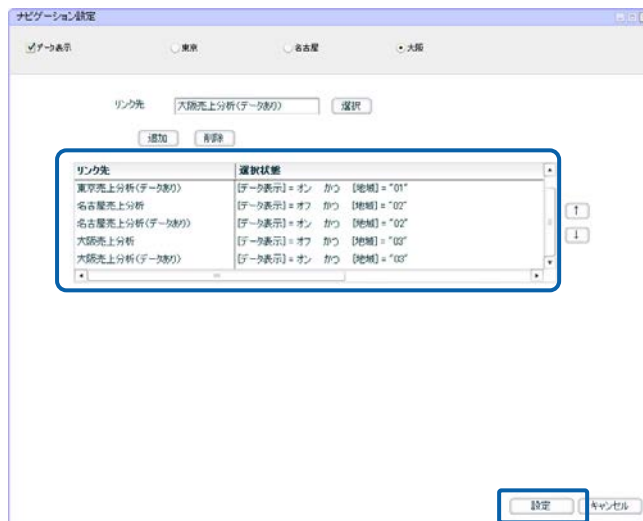 ナビゲーション設定
データ表示 東京 名古屋 大阪
リンク先 大阪売上分析(データあり) 選択
追加 削除
リンク先 選択状態
東京売上分析(データあり) [データ表示] = オン かつ [地域] = "01"
名古屋売上分析 [データ表示] = オフ かつ [地域] = "02"
名古屋売上分析(データあり) [データ表示] = オン かつ [地域] = "02"
↑
大阪売上分析 [データ表示] = オフ かつ [地域] = "03"
↓
大阪売上分析(データあり) [データ表示] = オン かつ [地域] = "03"
設定 キャンセル